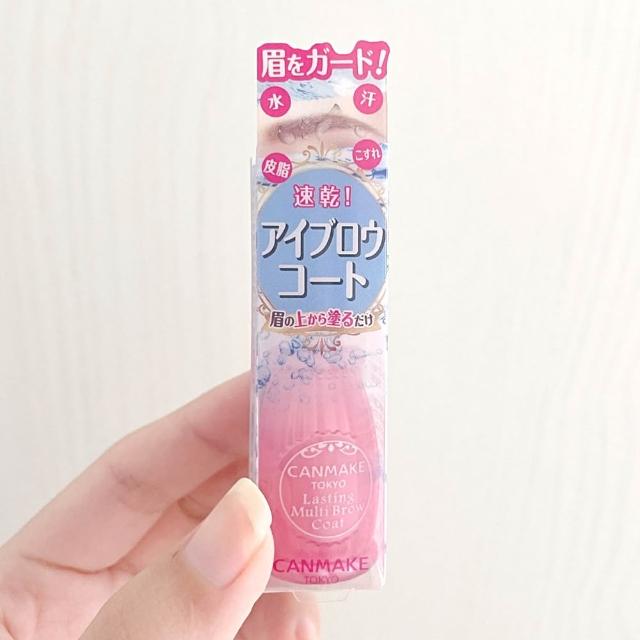 眉をガード!
水
汗
皮脂
こすれ
速乾!
アイブロウ
コート
眉の上から塗るだけ
CANMAKE
TOKYO
Lasting
Multi Brow
Coat
CANMAKE
TOKYO